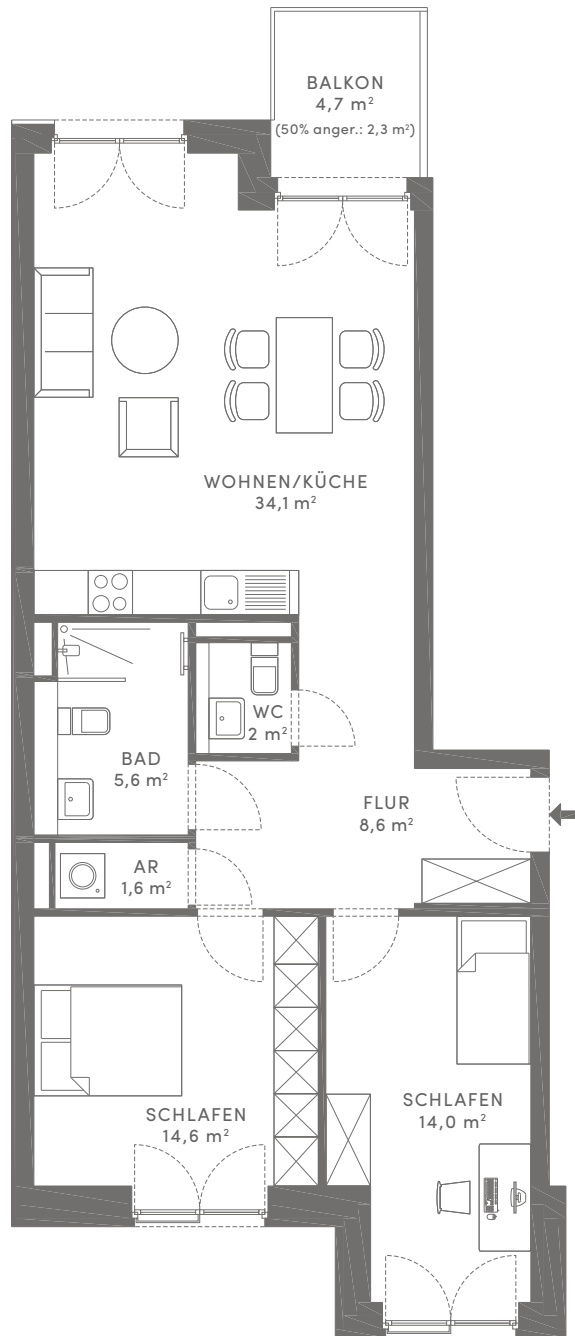 BALKON
4,7 m²
(50% anger.: 2,3 m²)
WOHNEN/KÜCHE
34,1 m²
WC
2 m²
BAD
5,6 m²
FLUR
8,6 m²
AR
1,6 m²
SCHLAFEN
14,6 m²
SCHLAFEN
14,0 m²